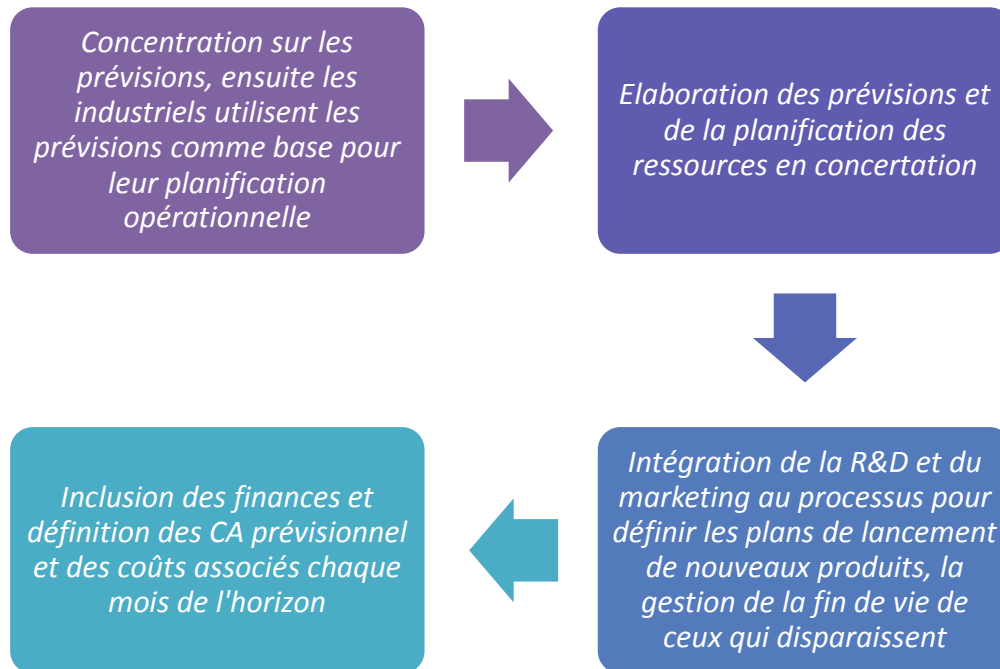 Concentration sur les
prévisions, ensuite les
industriels utilisent les
prévisions comme base pour
leur planification
opérationnelle
Elaboration des prévisions et
de la planification des
ressources en concertation
Intégration de la R&D et du
marketing au processus pour
définir les plans de lancement
de nouveaux produits, la
gestion de la fin de vie de
ceux qui disparaissent
Inclusion des finances et
définition des CA prévisionnel
et des coûts associés chaque
mois de l'horizon